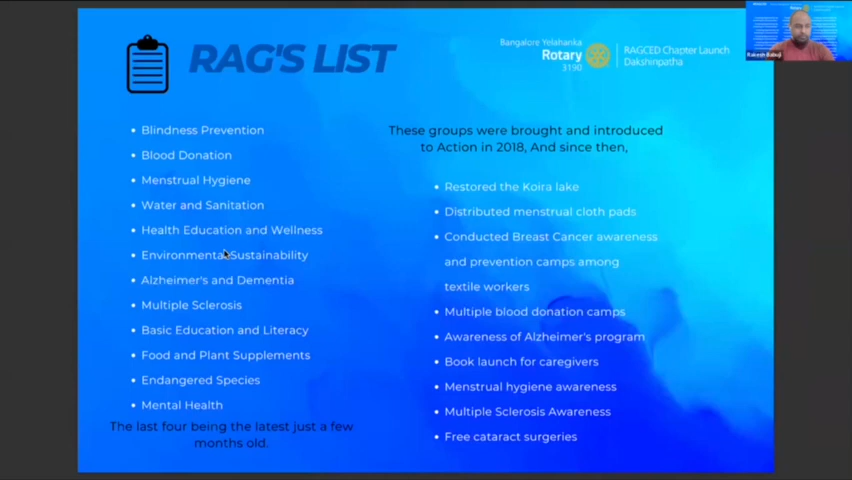 RAG'S LIST
Bangalore Yelahanka
Rotary
3190
RAGCED Chapter Launch
Dakshinpatha
Rakesh Babuji
• Blindness Prevention
• Blood Donation
• Menstrual Hygiene
• Water and Sanitation
• Health Education and Wellness
• Environmental Sustainability
• Alzheimer's and Dementia
• Multiple Sclerosis
• Basic Education and Literacy
• Food and Plant Supplements
• Endangered Species
• Mental Health
The last four being the latest just a few
months old.
These groups were brought and introduced
to Action in 2018, And since then,
• Restored the Koira lake
• Distributed menstrual cloth pads
• Conducted Breast Cancer awareness
and prevention camps among
textile workers
• Multiple blood donation camps
• Awareness of Alzheimer's program
• Book launch for caregivers
• Menstrual hygiene awareness
• Multiple Sclerosis Awareness
• Free cataract surgeries